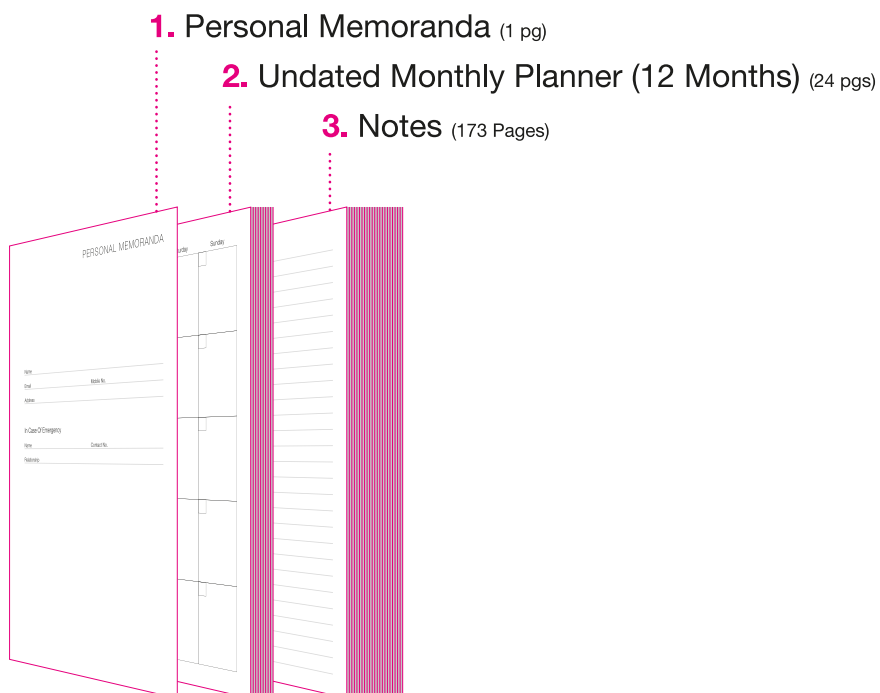 1. Personal Memoranda (1 pg)
2. Undated Monthly Planner (12 Months) (24 pgs)
3. Notes (173 Pages)
PERSONAL MEMORANDA
urday Sunday
Name
Email Mobile No.
Address
In Case Of Emergency
Name Contact No.
Relationship